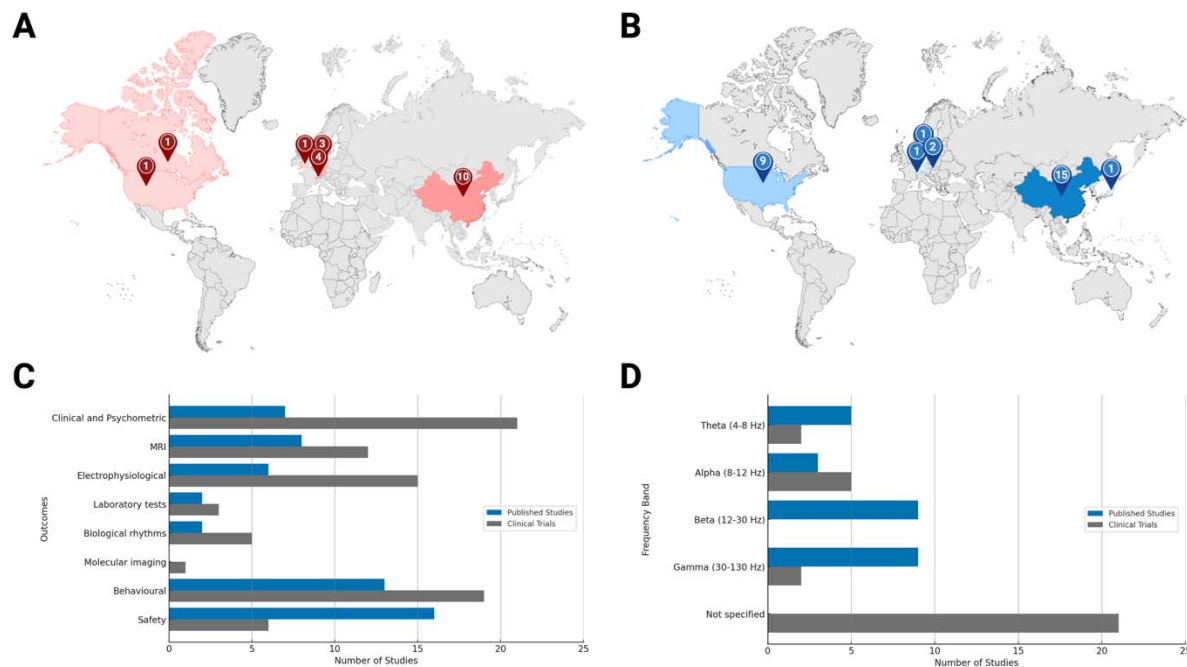 A
B
1
1
1
3
4
10
9
1
1
2
15
1
C
D
Outcomes
Clinical and Psychometric
MRI
Electrophysiological
Laboratory tests
Biological rhythms
Molecular imaging
Behavioural
Safety
Published Studies
Clinical Trials
0 5 10 15 20 25
Number of Studies
Frequency Band
Theta (4-8 Hz)
Alpha (8-12 Hz)
Beta (12-30 Hz)
Gamma (30-130 Hz)
Not specified
Published Studies
Clinical Trials
0 5 10 15 20 25
Number of Studies